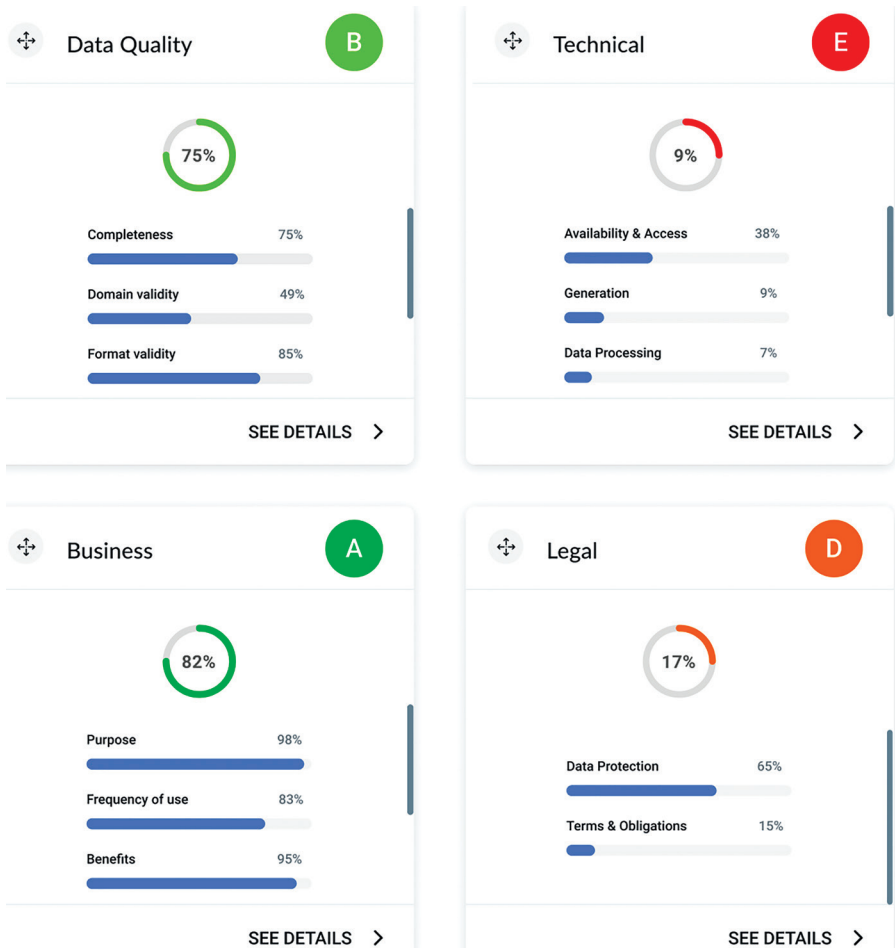 Data Quality B
75%
Completeness 75%
Domain validity 49%
Format validity 85%
SEE DETAILS
Technical E
9%
Availability & Access 38%
Generation 9%
Data Processing 7%
SEE DETAILS
Business A
82%
Purpose 98%
Frequency of use 83%
Benefits 95%
SEE DETAILS
Legal D
17%
Data Protection 65%
Terms & Obligations 15%
SEE DETAILS